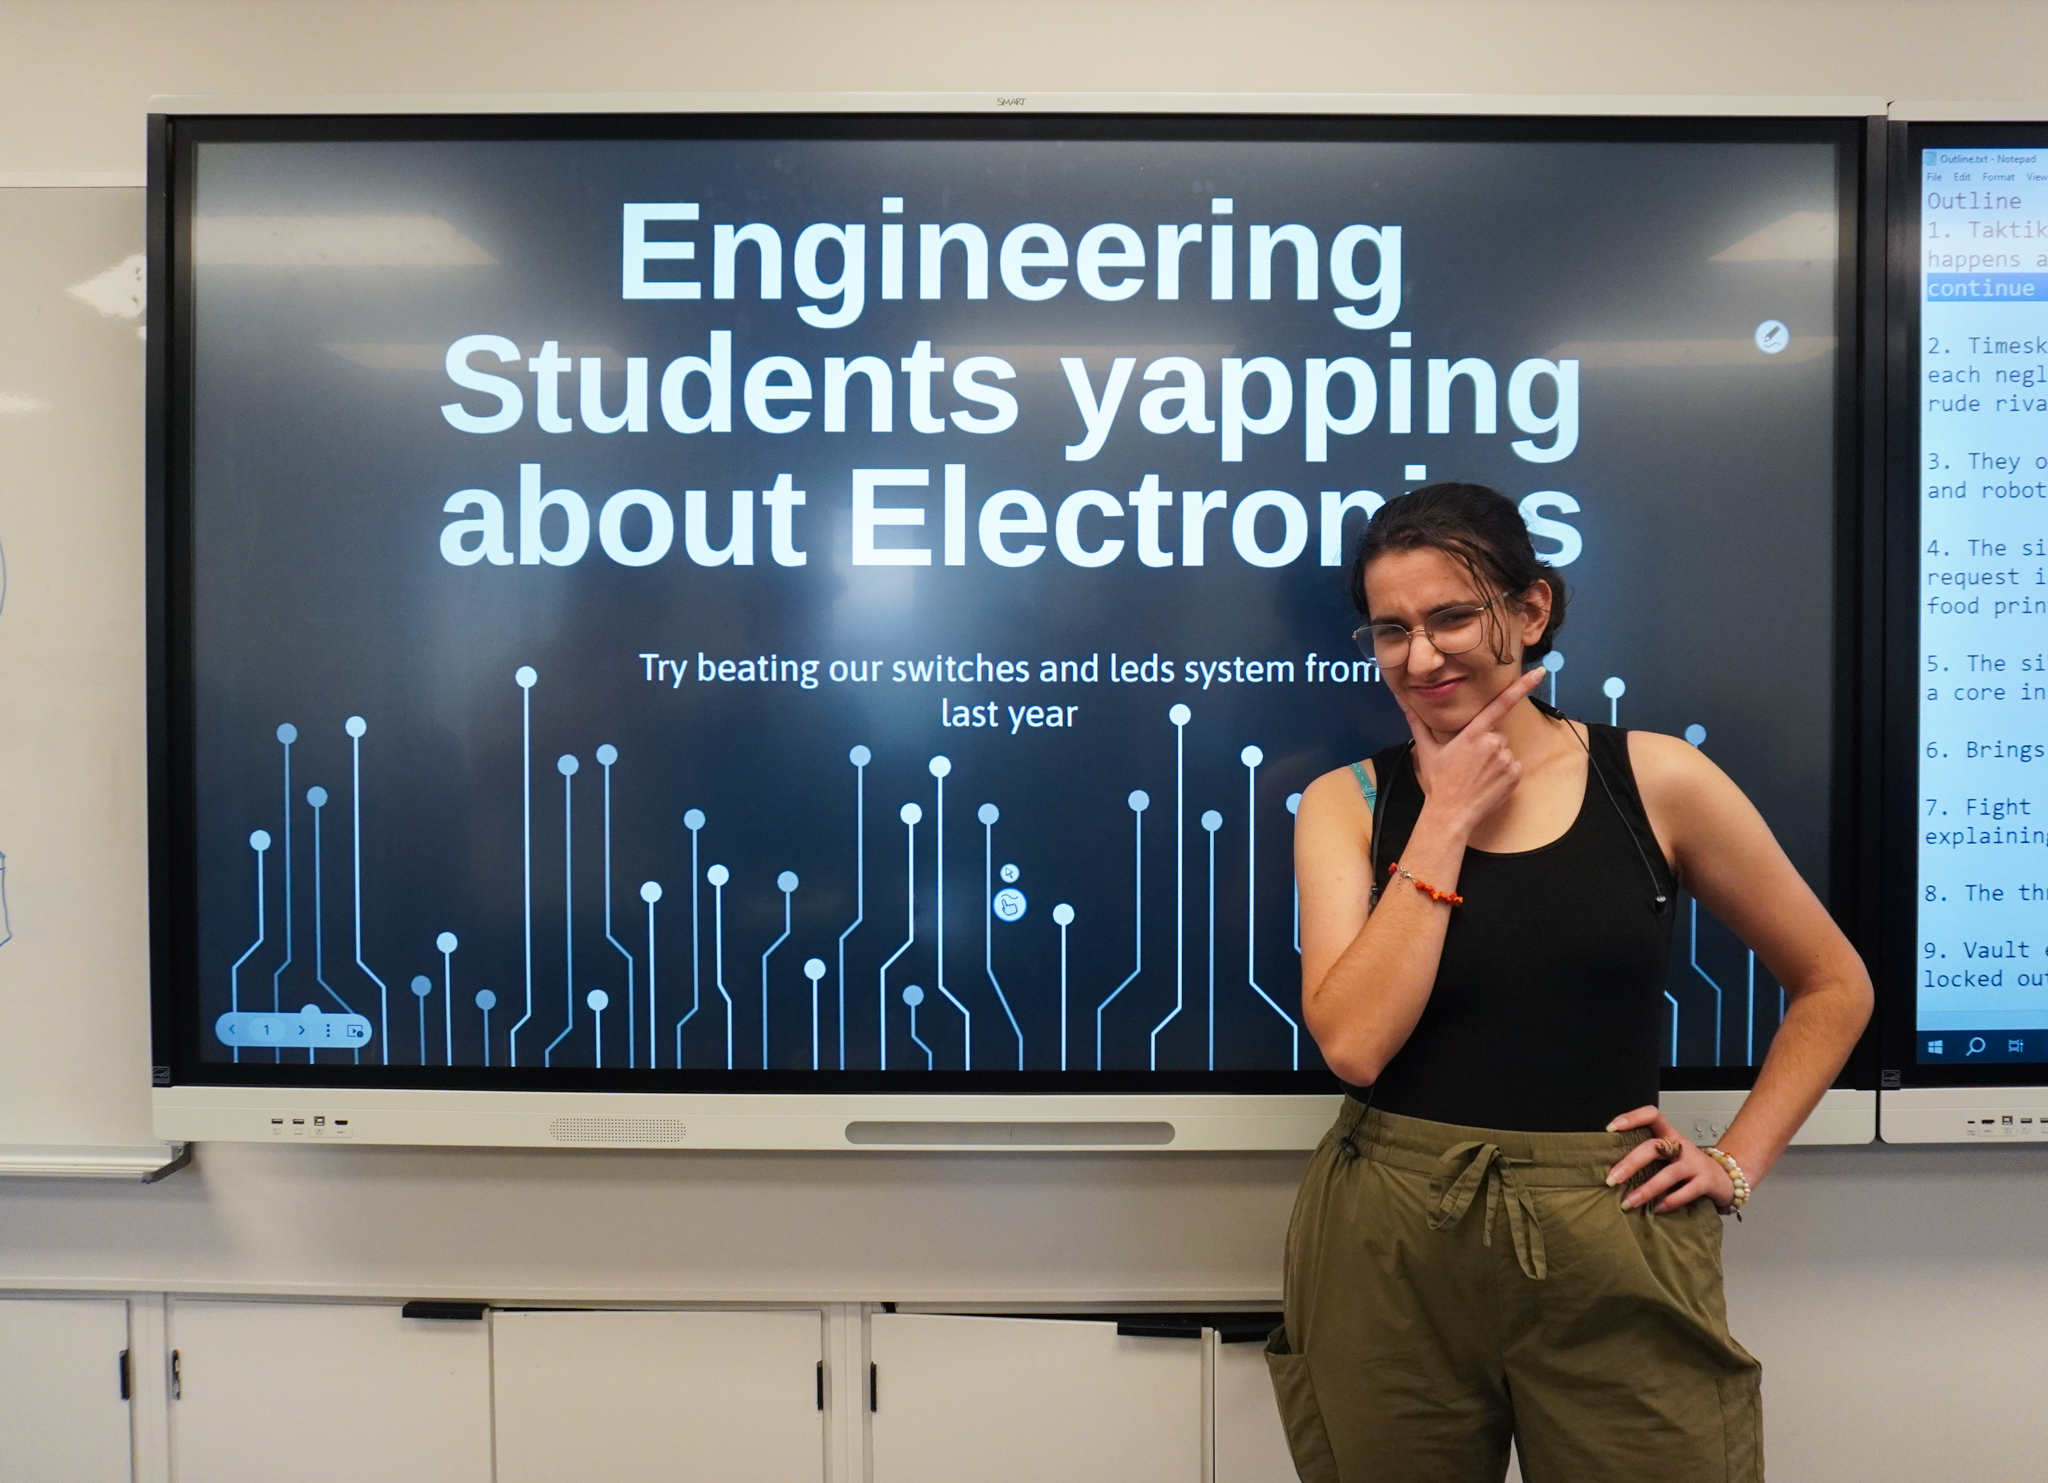 SMART
Engineering
Students yapping
about Electronics
Try beating our switches and leds system from
last year
1
Outline.txt - Notepad
File Edit Format View
Outline
1. Taktik
happens a
continue
2. Timesk
each negl
rude riva
3. They o
and robot
4. The si
request i
food prin
5. The si
a core in
6. Brings
7. Fight
explaining
8. The th
9. Vault e
locked out